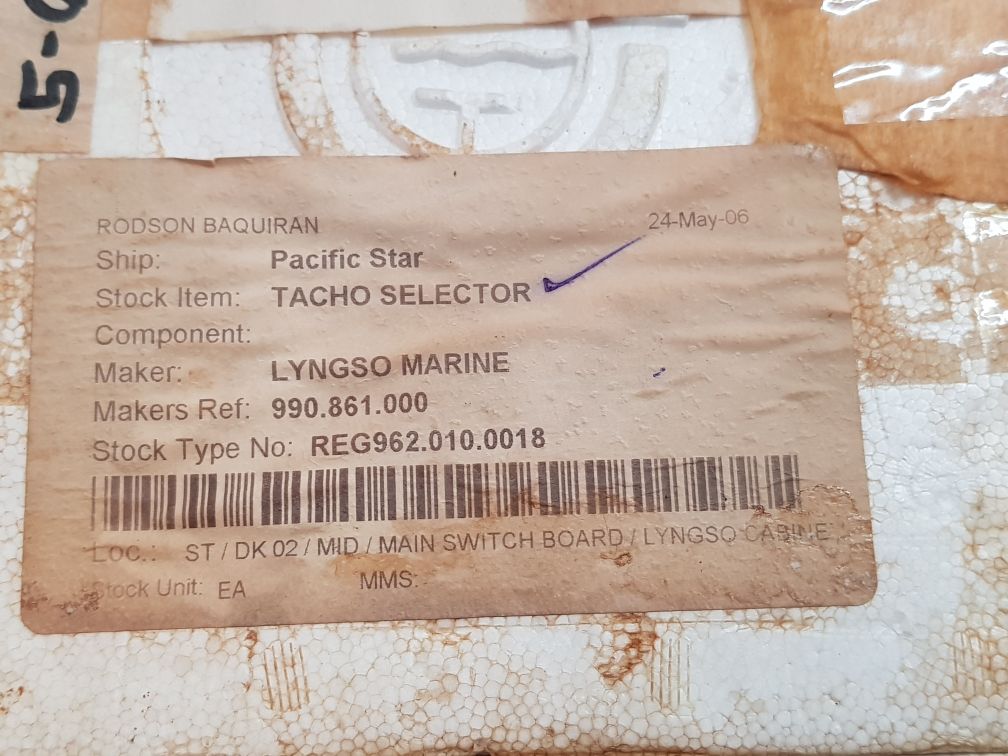 5-
RODSON BAQUIRAN 24-May-06
Ship: Pacific Star
Stock Item: TACHO SELECTOR
Component:
Maker: LYNGSO MARINE
Makers Ref: 990.861.000
Stock Type No: REG962.010.0018
Loc.: ST / DK 02 / MID / MAIN SWITCH BOARD / LYNGSO CABINE
Stock Unit: EA MMS: